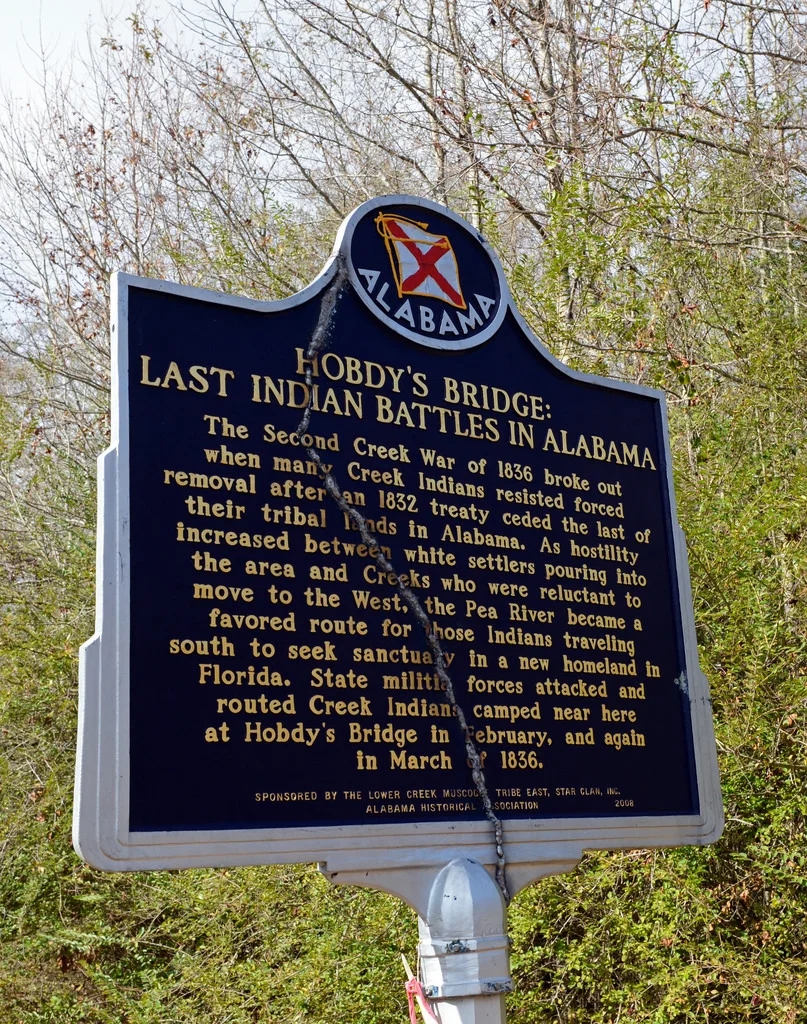 ALABAMA
HOBDY'S BRIDGE:
LAST INDIAN BATTLES IN ALABAMA
The Second Creek War of 1836 broke out
when many Creek Indians resisted forced
removal after an 1832 treaty ceded the last of
their tribal lands in Alabama. As hostility
increased between white settlers pouring into
the area and Creeks who were reluctant to
move to the West, the Pea River became a
favored route for those Indians traveling
south to seek sanctuary in a new homeland in
Florida. State militia forces attacked and
routed Creek Indians camped near here
at Hobdy's Bridge in February, and again
in March of 1836.
SPONSORED BY THE LOWER CREEK MUSCOGEE TRIBE EAST, STAR CLAN, INC.
ALABAMA HISTORICAL ASSOCIATION 2008